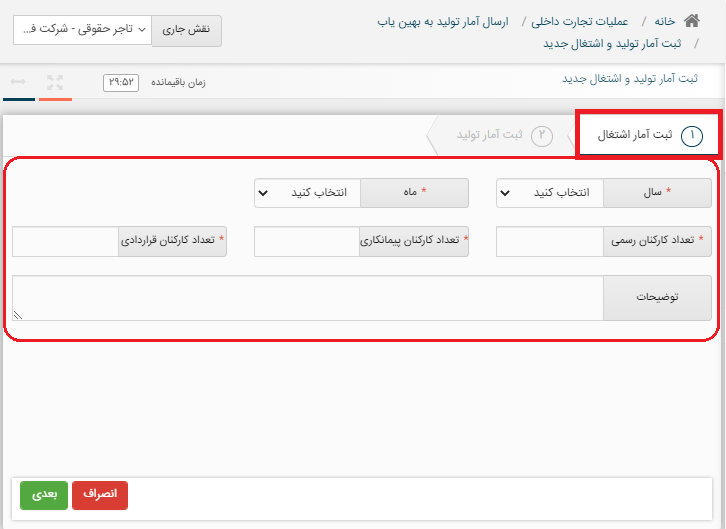 خانه / عملیات تجارت داخلی / ارسال آمار تولید به بهین یاب
/ ثبت آمار تولید و اشتغال جدید
نقش جاری تاجر حقوقی - شرکت ف...
ثبت آمار تولید و اشتغال جدید
زمان باقیمانده ۲۹:۵۲
۱ ثبت آمار اشتغال
۲ ثبت آمار تولید
* سال انتخاب کنید
* ماه انتخاب کنید
* تعداد کارکنان رسمی
* تعداد کارکنان پیمانکاری
* تعداد کارکنان قراردادی
توضیحات
انصراف
بعدی